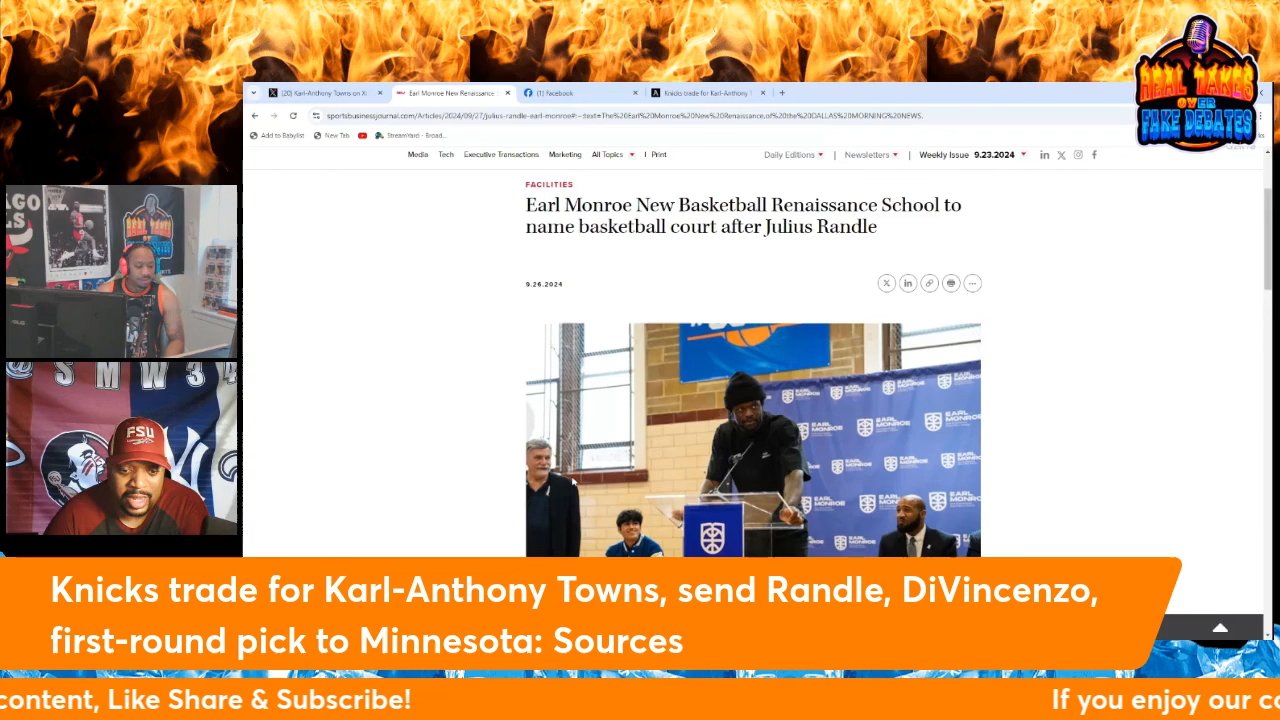 (20) Karl-Anthony Towns on X:
Earl Monroe New Renaissance
(1) Facebook
Knicks trade for Karl-Anthony T
sportsbusinessjournal.com/Articles/2024/09/27/julius-randle-earl-monroe#:~:text=The%20Earl%20Monroe%20New%20Renaissance,of%20the%20DALLAS%20MORNING%20NEWS.
Add to Babylist
New Tab
StreamYard - Broad...
REAL TAKES
OVER
FAKE DEBATES
Media Tech Executive Transactions Marketing All Topics | Print
Daily Editions | Newsletters | Weekly Issue 9.23.2024
FACILITIES
Earl Monroe New Basketball Renaissance School to
name basketball court after Julius Randle
9.26.2024
EARL
MONROE
@ S M W 3 4
FSU
Knicks trade for Karl-Anthony Towns, send Randle, DiVincenzo,
first-round pick to Minnesota: Sources
content, Like Share & Subscribe!
If you enjoy our co